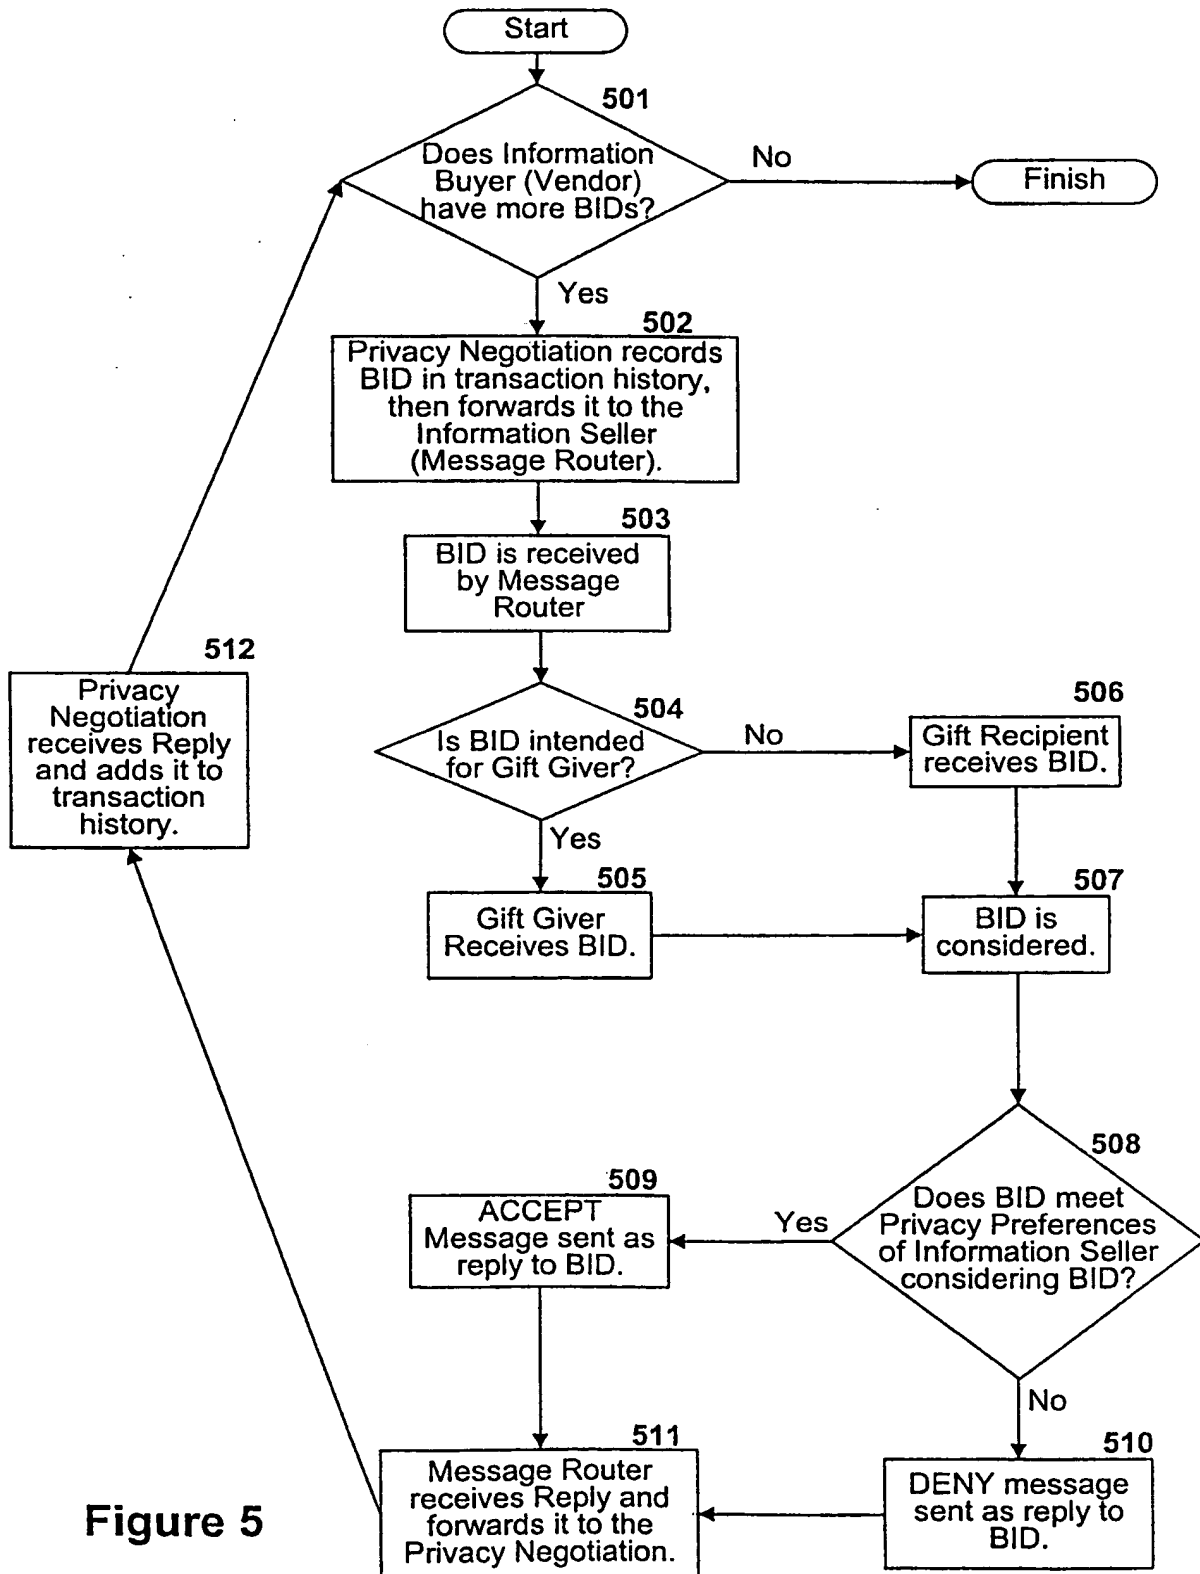 Start
501
Does Information
Buyer (Vendor)
have more BIDs?
No
Finish
Yes
502
Privacy Negotiation records
BID in transaction history,
then forwards it to the
Information Seller
(Message Router).
503
BID is received
by Message
Router
512
Privacy
Negotiation
receives Reply
and adds it to
transaction
history.
504
Is BID intended
for Gift Giver?
No
506
Gift Recipient
receives BID.
Yes
505
Gift Giver
Receives BID.
507
BID is
considered.
508
Does BID meet
Privacy Preferences
of Information Seller
considering BID?
Yes
509
ACCEPT
Message sent as
reply to BID.
No
510
DENY message
sent as reply to
BID.
511
Message Router
receives Reply and
forwards it to the
Privacy Negotiation.
Figure 5